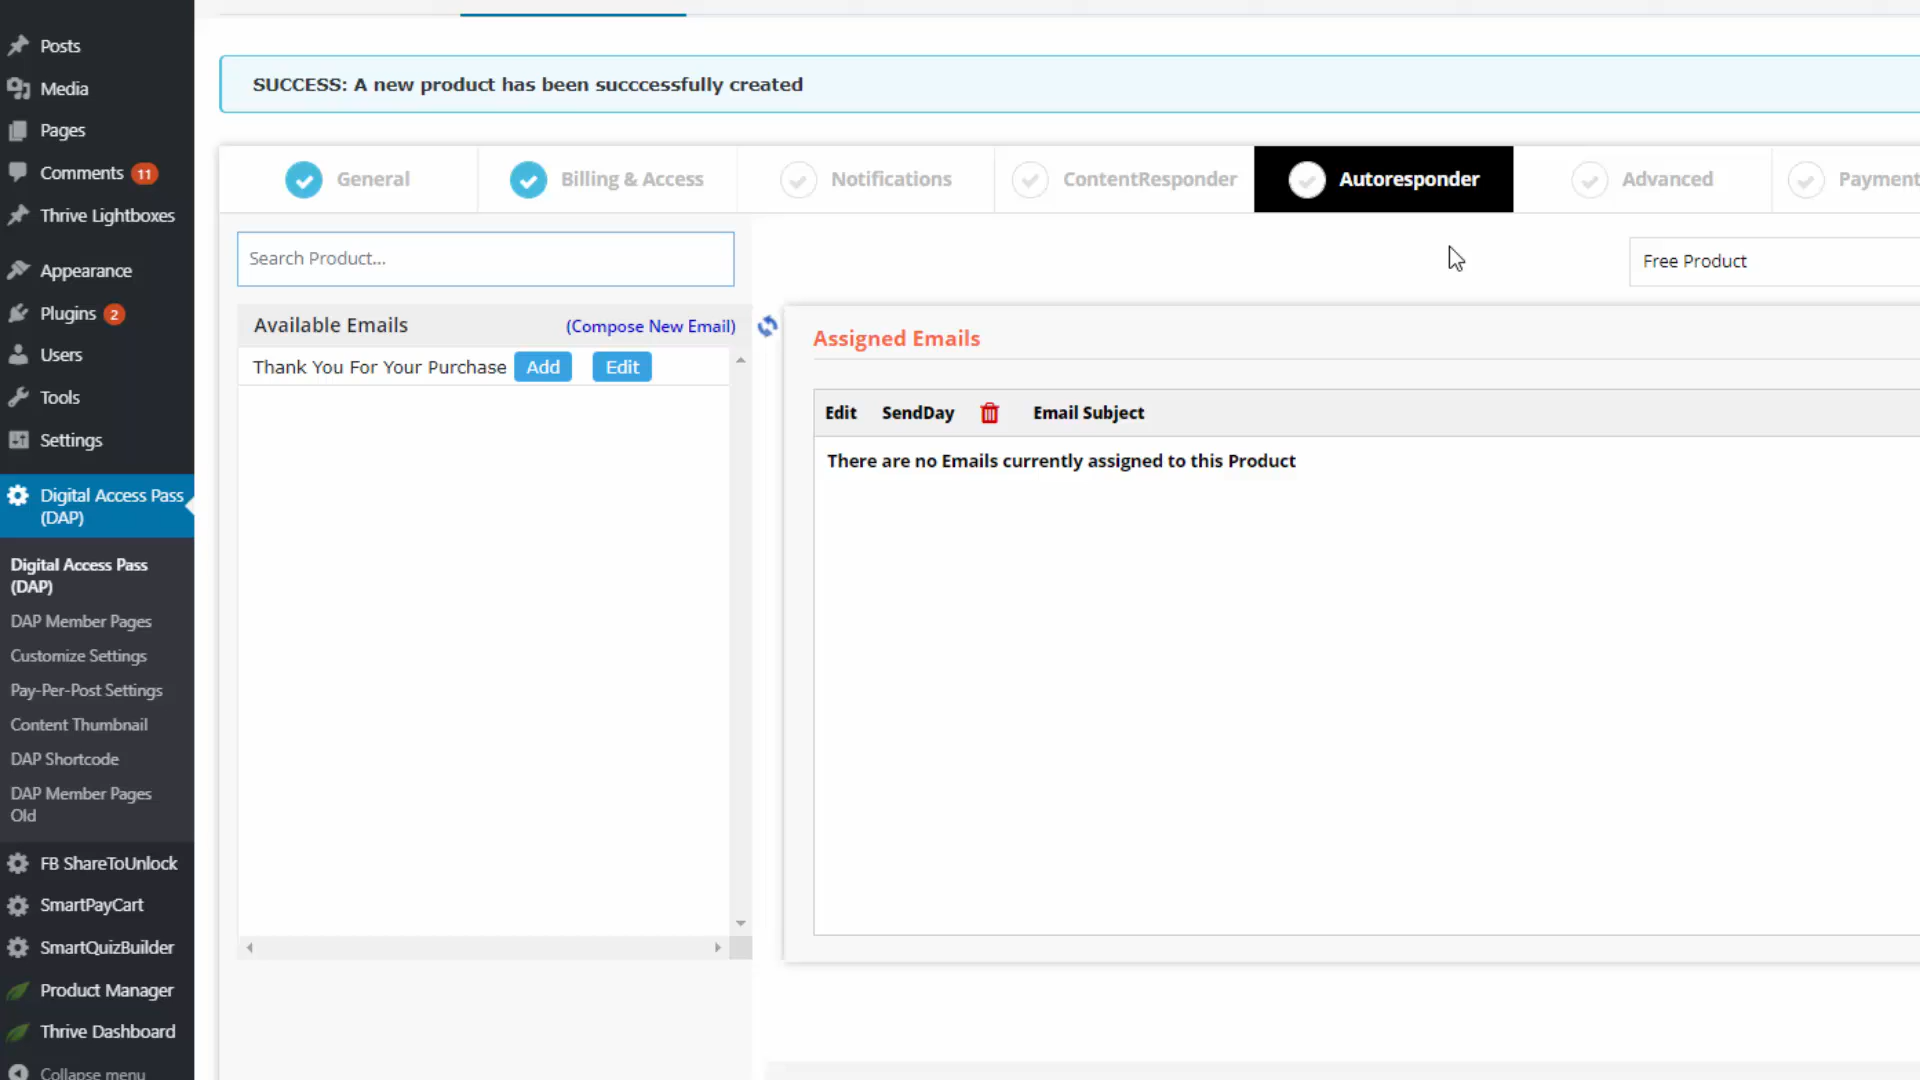 Posts
Media
Pages
Comments 11
Thrive Lightboxes
Appearance
Plugins 2
Users
Tools
Settings
Digital Access Pass
(DAP)
Digital Access Pass
(DAP)
DAP Member Pages
Customize Settings
Pay-Per-Post Settings
Content Thumbnail
DAP Shortcode
DAP Member Pages
Old
FB ShareToUnlock
SmartPayCart
SmartQuizBuilder
Product Manager
Thrive Dashboard
Collapse menu
SUCCESS: A new product has been succcessfully created
General
Billing & Access
Notifications
ContentResponder
Autoresponder
Advanced
Payment
Search Product...
Free Product
Available Emails
(Compose New Email)
Thank You For Your Purchase Add Edit
Assigned Emails
Edit SendDay Email Subject
There are no Emails currently assigned to this Product